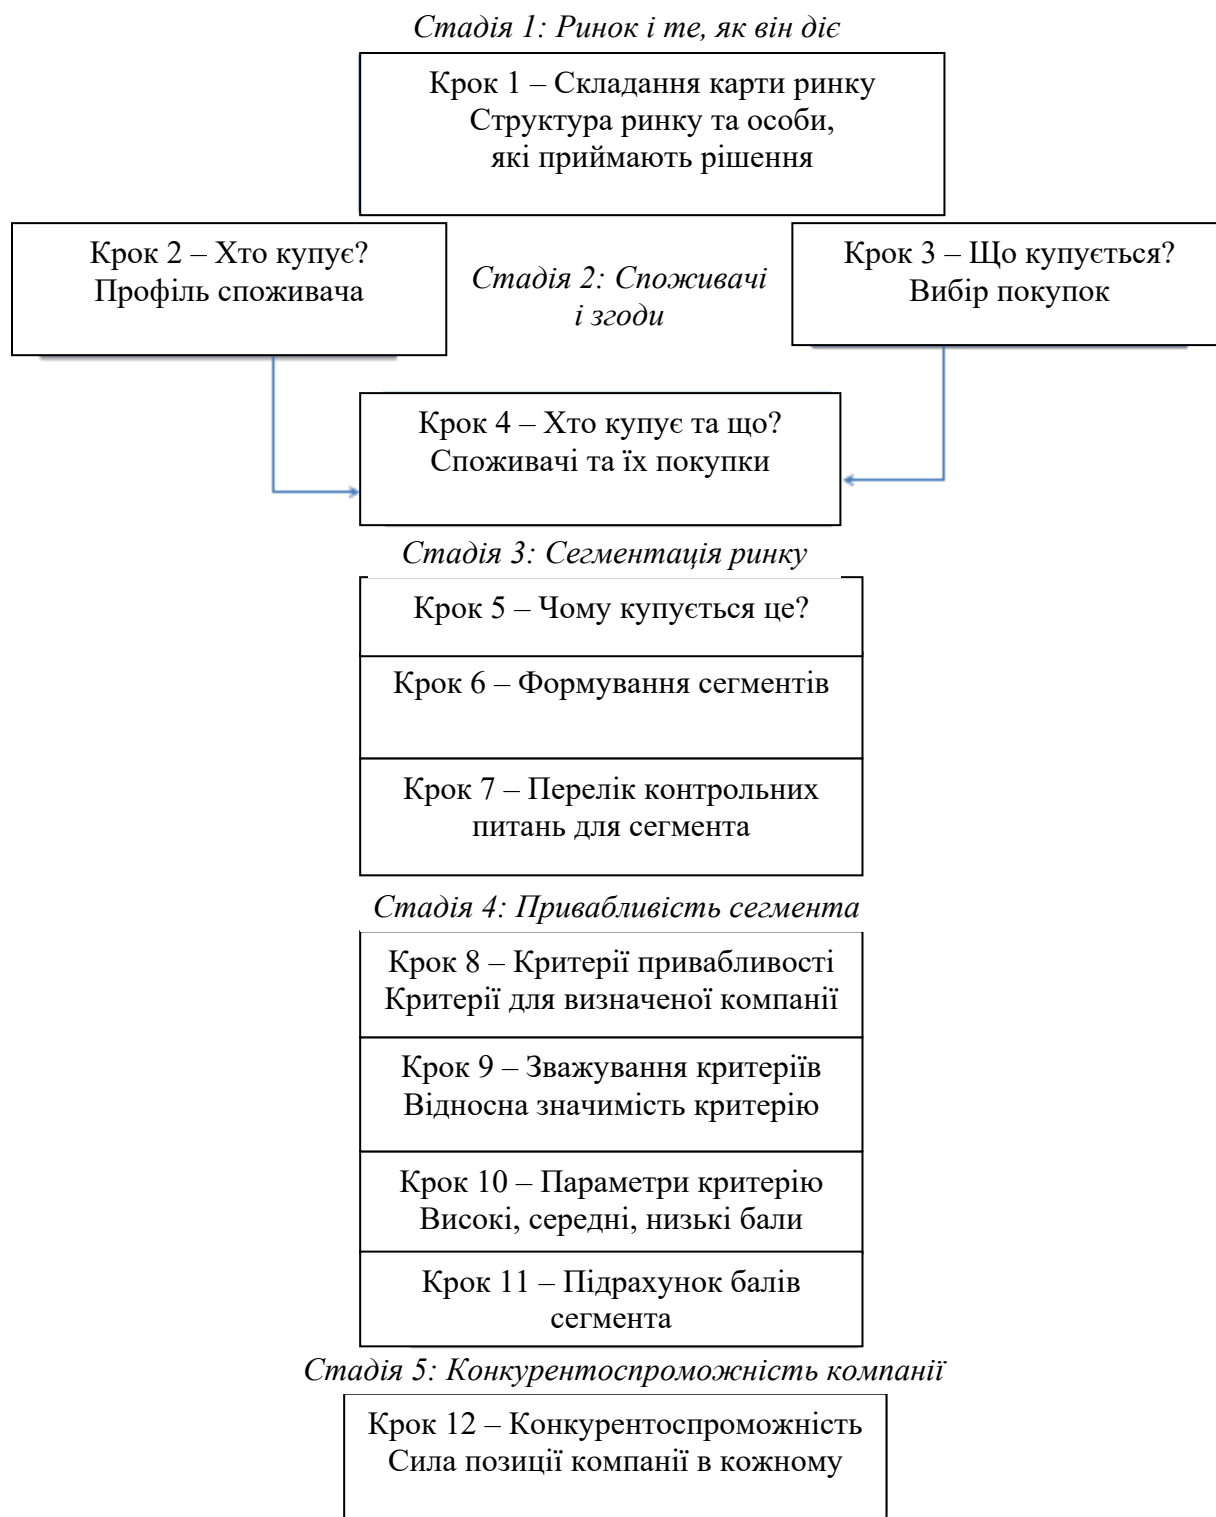 Стадія 1: Ринок і те, як він діє
Крок 1 – Складання карти ринку
Структура ринку та особи,
які приймають рішення
Крок 2 – Хто купує?
Профіль споживача
Стадія 2: Споживачі
і згоди
Крок 3 – Що купується?
Вибір покупок
Крок 4 – Хто купує та що?
Споживачі та їх покупки
Стадія 3: Сегментація ринку
Крок 5 – Чому купується це?
Крок 6 – Формування сегментів
Крок 7 – Перелік контрольних
питань для сегмента
Стадія 4: Привабливість сегмента
Крок 8 – Критерії привабливості
Критерії для визначеної компанії
Крок 9 – Зважування критеріїв
Відносна значимість критерію
Крок 10 – Параметри критерію
Високі, середні, низькі бали
Крок 11 – Підрахунок балів
сегмента
Стадія 5: Конкурентоспроможність компанії
Крок 12 – Конкурентоспроможність
Сила позиції компанії в кожному